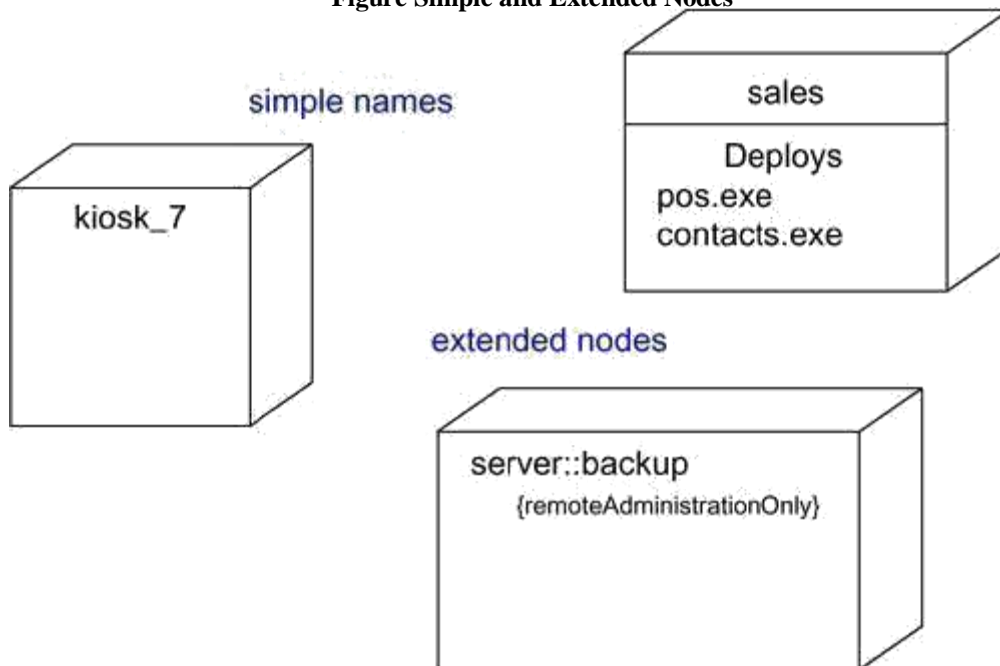 Figure Simple and Extended Nodes
simple names
sales
Deploys
pos.exe
contacts.exe
kiosk_7
extended nodes
server::backup
{remoteAdministrationOnly}